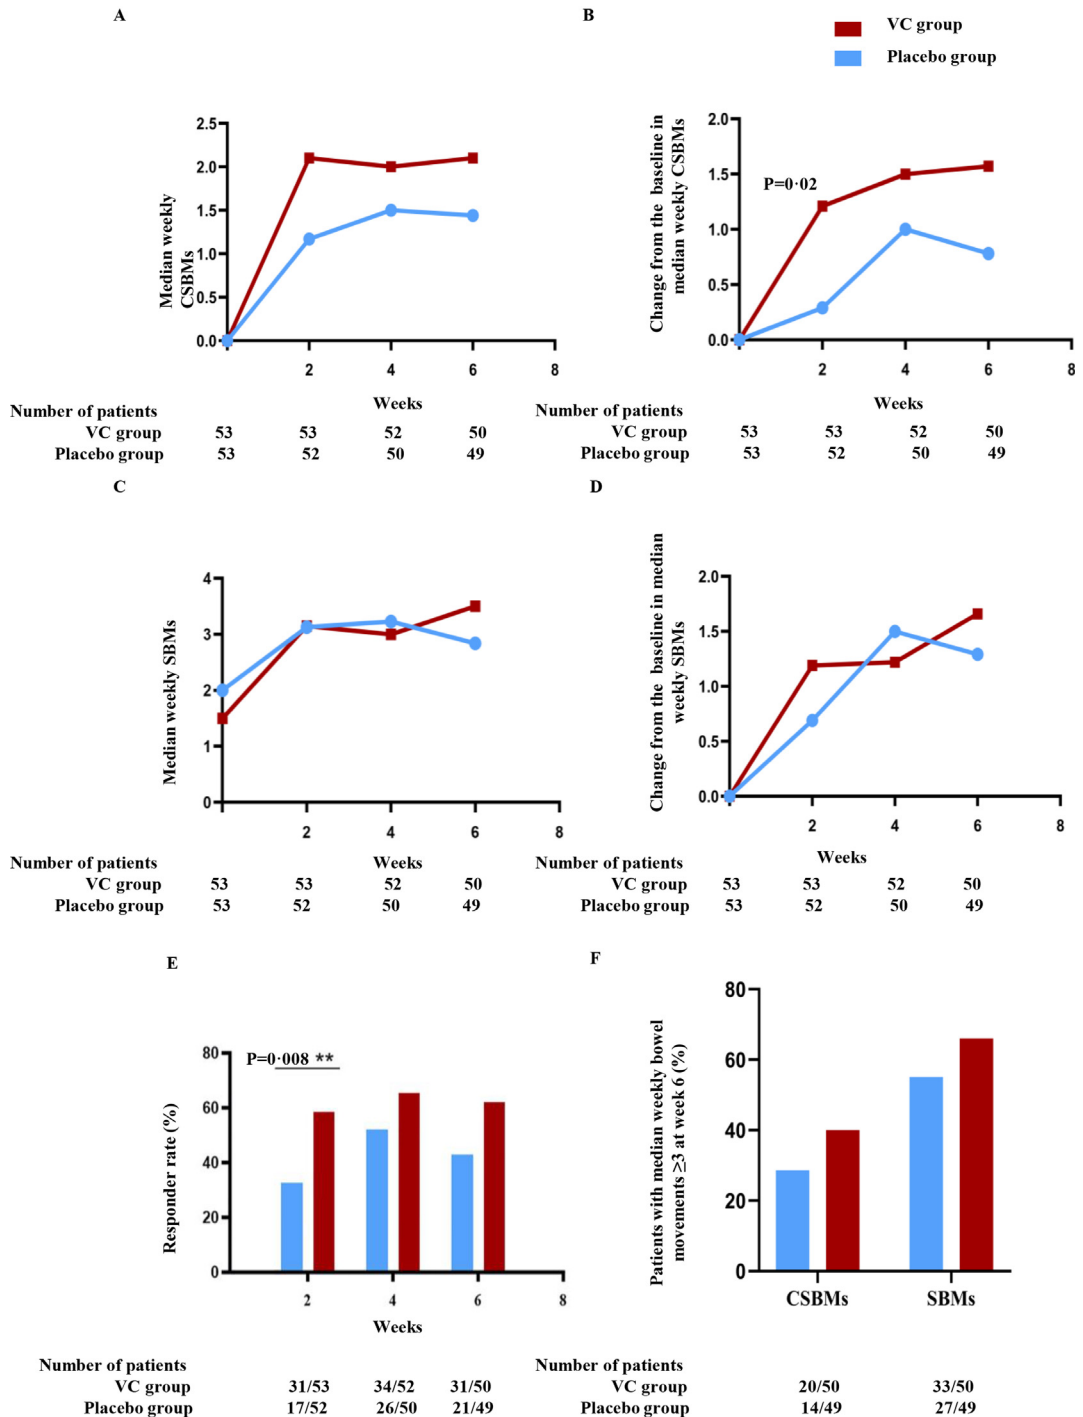 A
B
VC group
Placebo group
Median weekly
CSBMs
2.5
2.0
1.5
1.0
0.5
0.0
2 4 6 8
Weeks
Number of patients
VC group 53 53 52 50
Placebo group 53 52 50 49
Change from the baseline in
median weekly CSBMs
2.0
1.5
1.0
0.5
0.0
P=0·02
2 4 6 8
Weeks
Number of patients
VC group 53 53 52 50
Placebo group 53 52 50 49
C
D
Median weekly SBMs
4
3
2
1
0
2 4 6 8
Weeks
Number of patients
VC group 53 53 52 50
Placebo group 53 52 50 49
Change from the baseline in median
weekly SBMs
2.0
1.5
1.0
0.5
0.0
2 4 6 8
Weeks
Number of patients
VC group 53 53 52 50
Placebo group 53 52 50 49
E
F
Responder rate (%)
80
60
40
20
0
P=0·008 **
2 4 6 8
Weeks
Number of patients
VC group 31/53 34/52 31/50
Placebo group 17/52 26/50 21/49
Patients with median weekly bowel
movements ≥3 at week 6 (%)
80
60
40
20
0
CSBMs SBMs
Number of patients
VC group 20/50 33/50
Placebo group 14/49 27/49